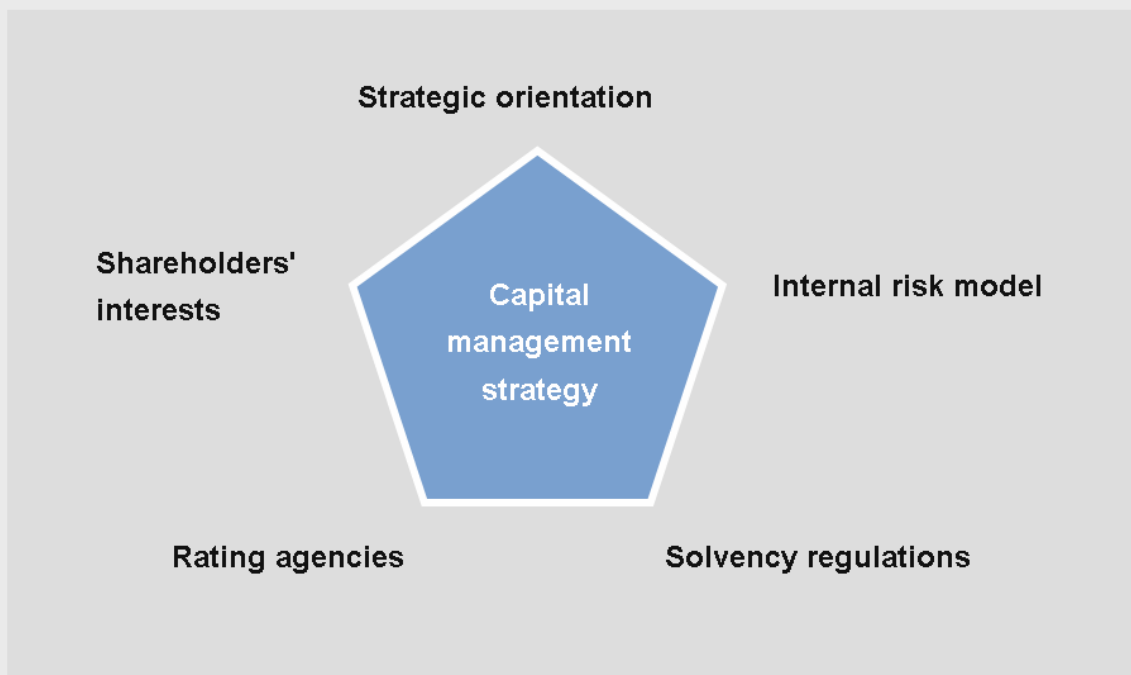 Strategic orientation
Shareholders'
interests
Capital
management
strategy
Internal risk model
Rating agencies
Solvency regulations